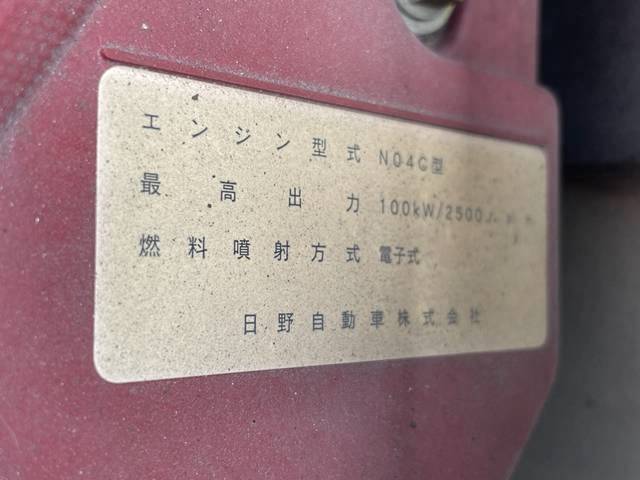 エンジン型式 N04C型
最高出力 100kW/2500
燃料噴射方式 電子式
日野自動車株式会社